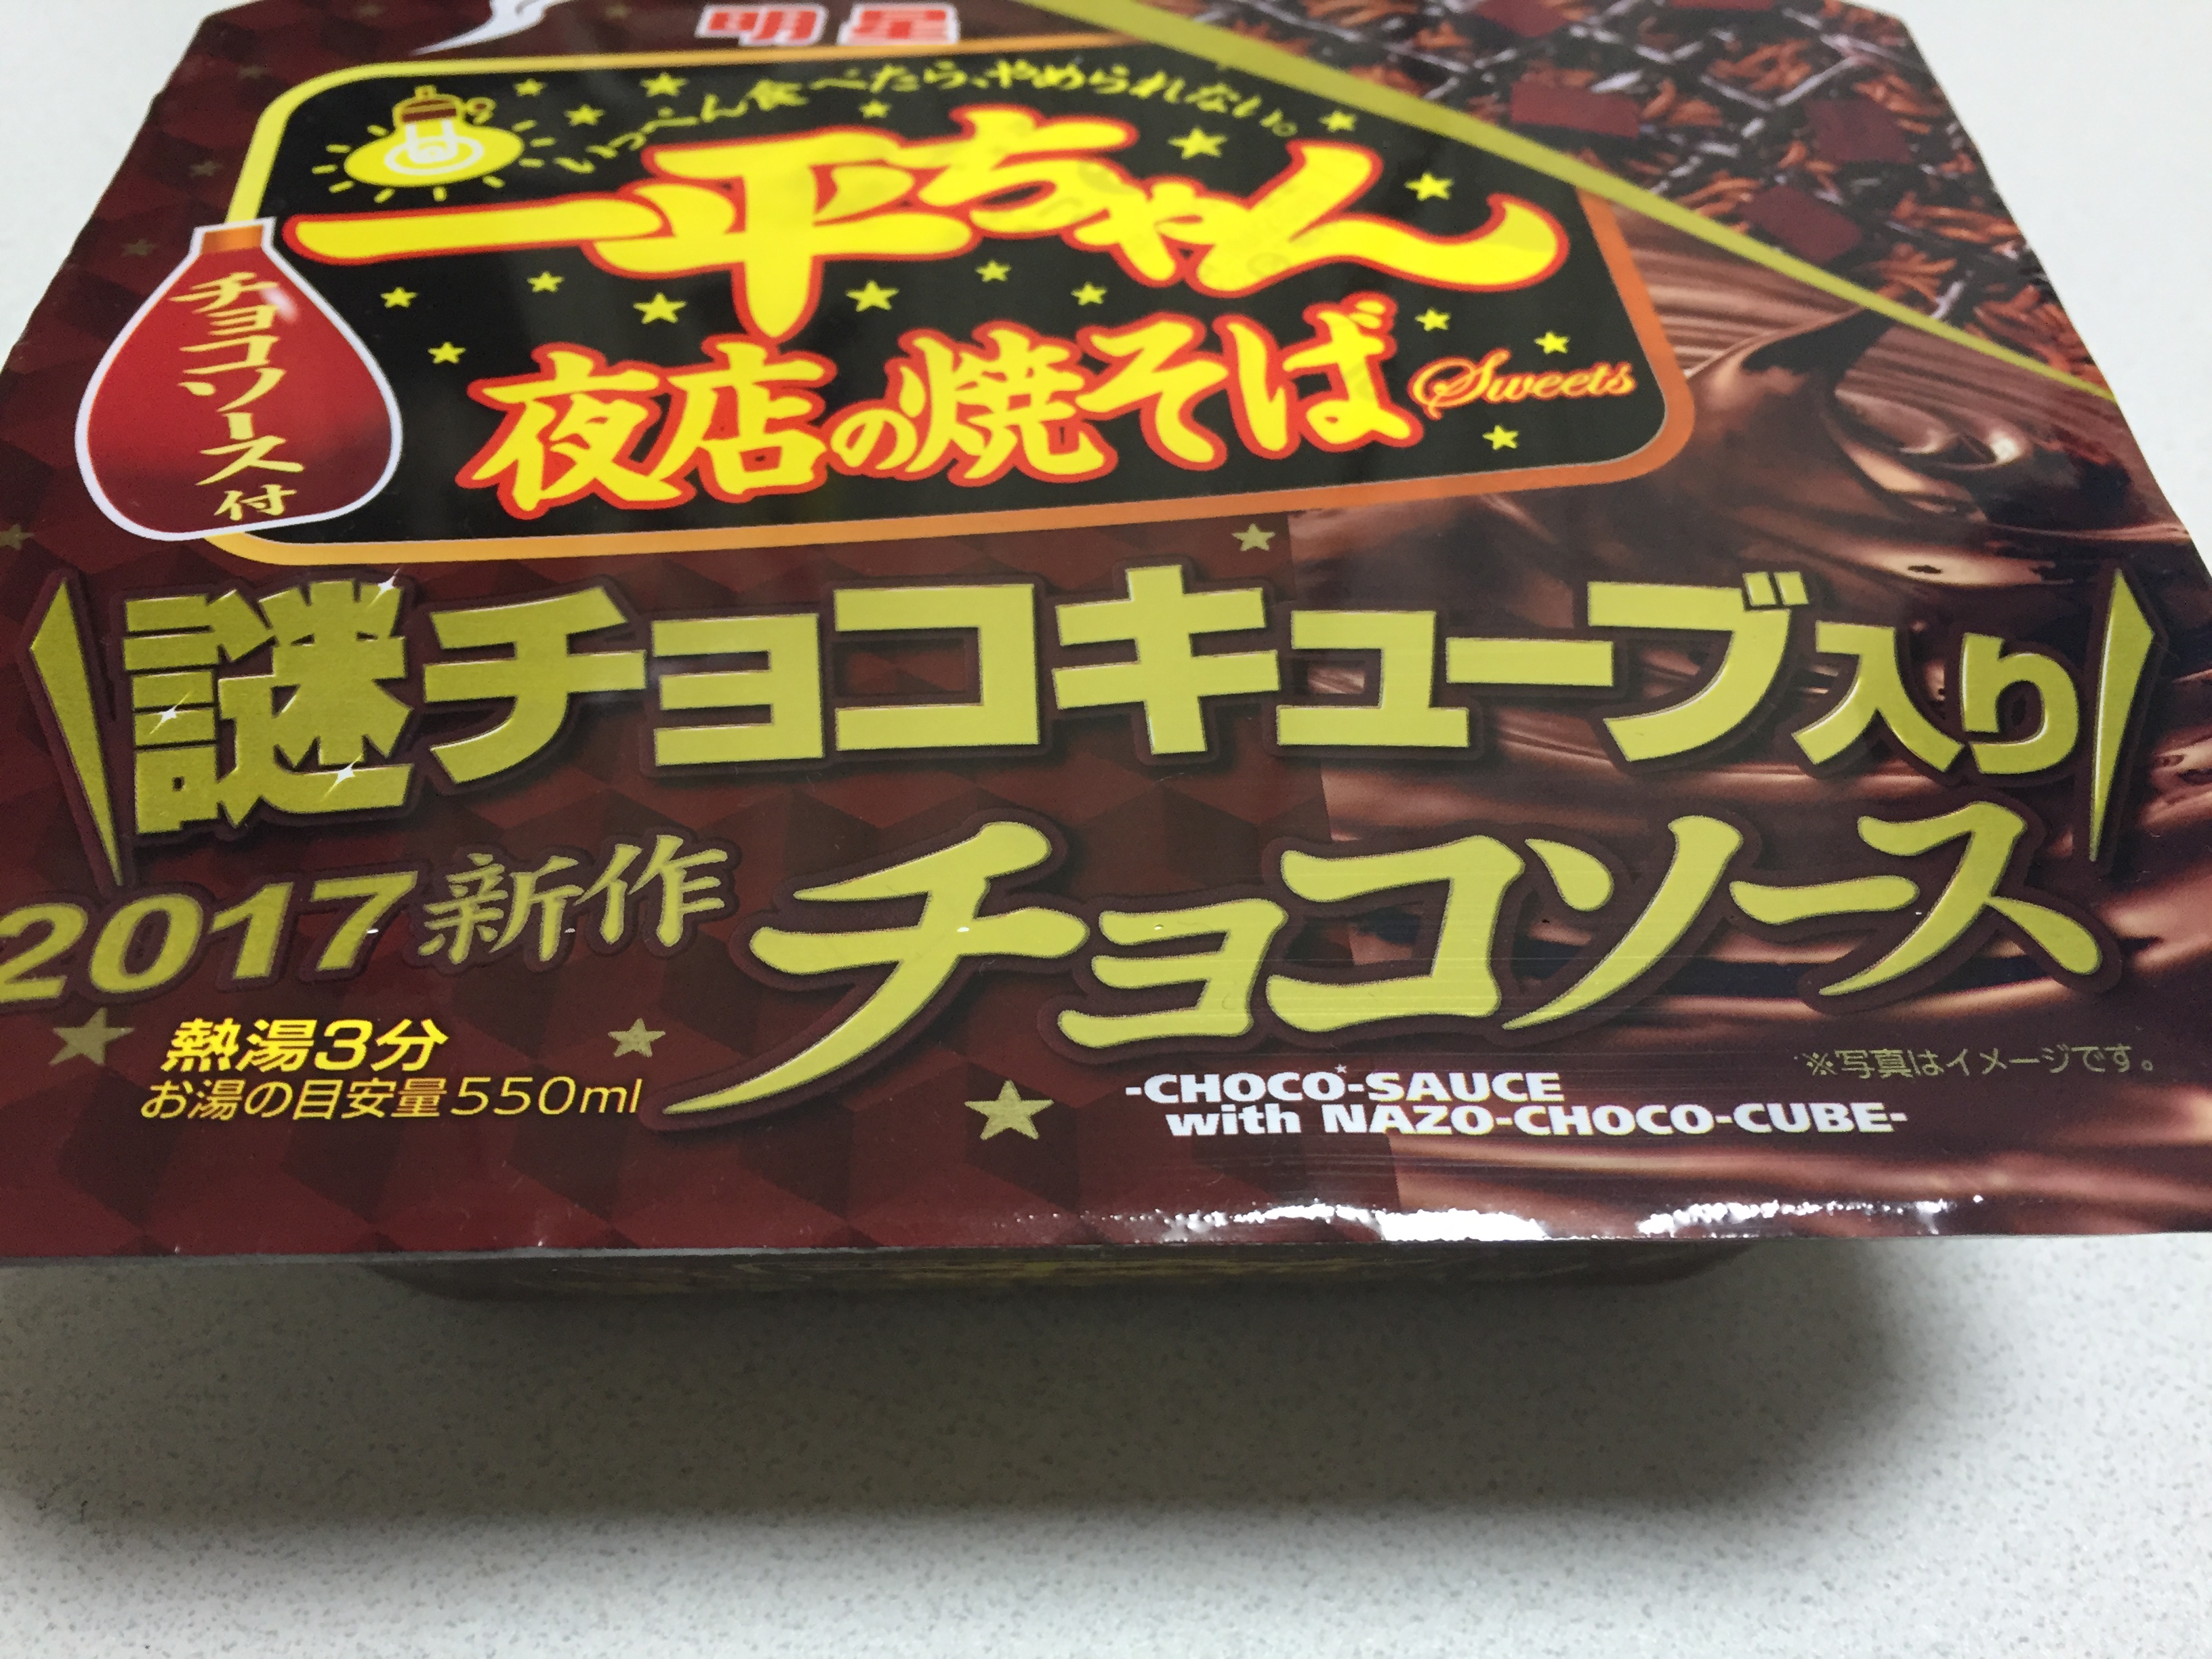 明星
いっぺん食べたら、やめられない。
一平ちゃん
夜店の焼そば Sweets
チョコソース付
謎チョコキューブ入り
2017新作
チョコソース
熱湯3分
お湯の目安量550ml
-CHOCO-SAUCE
with NAZO-CHOCO-CUBE-
※写真はイメージです。